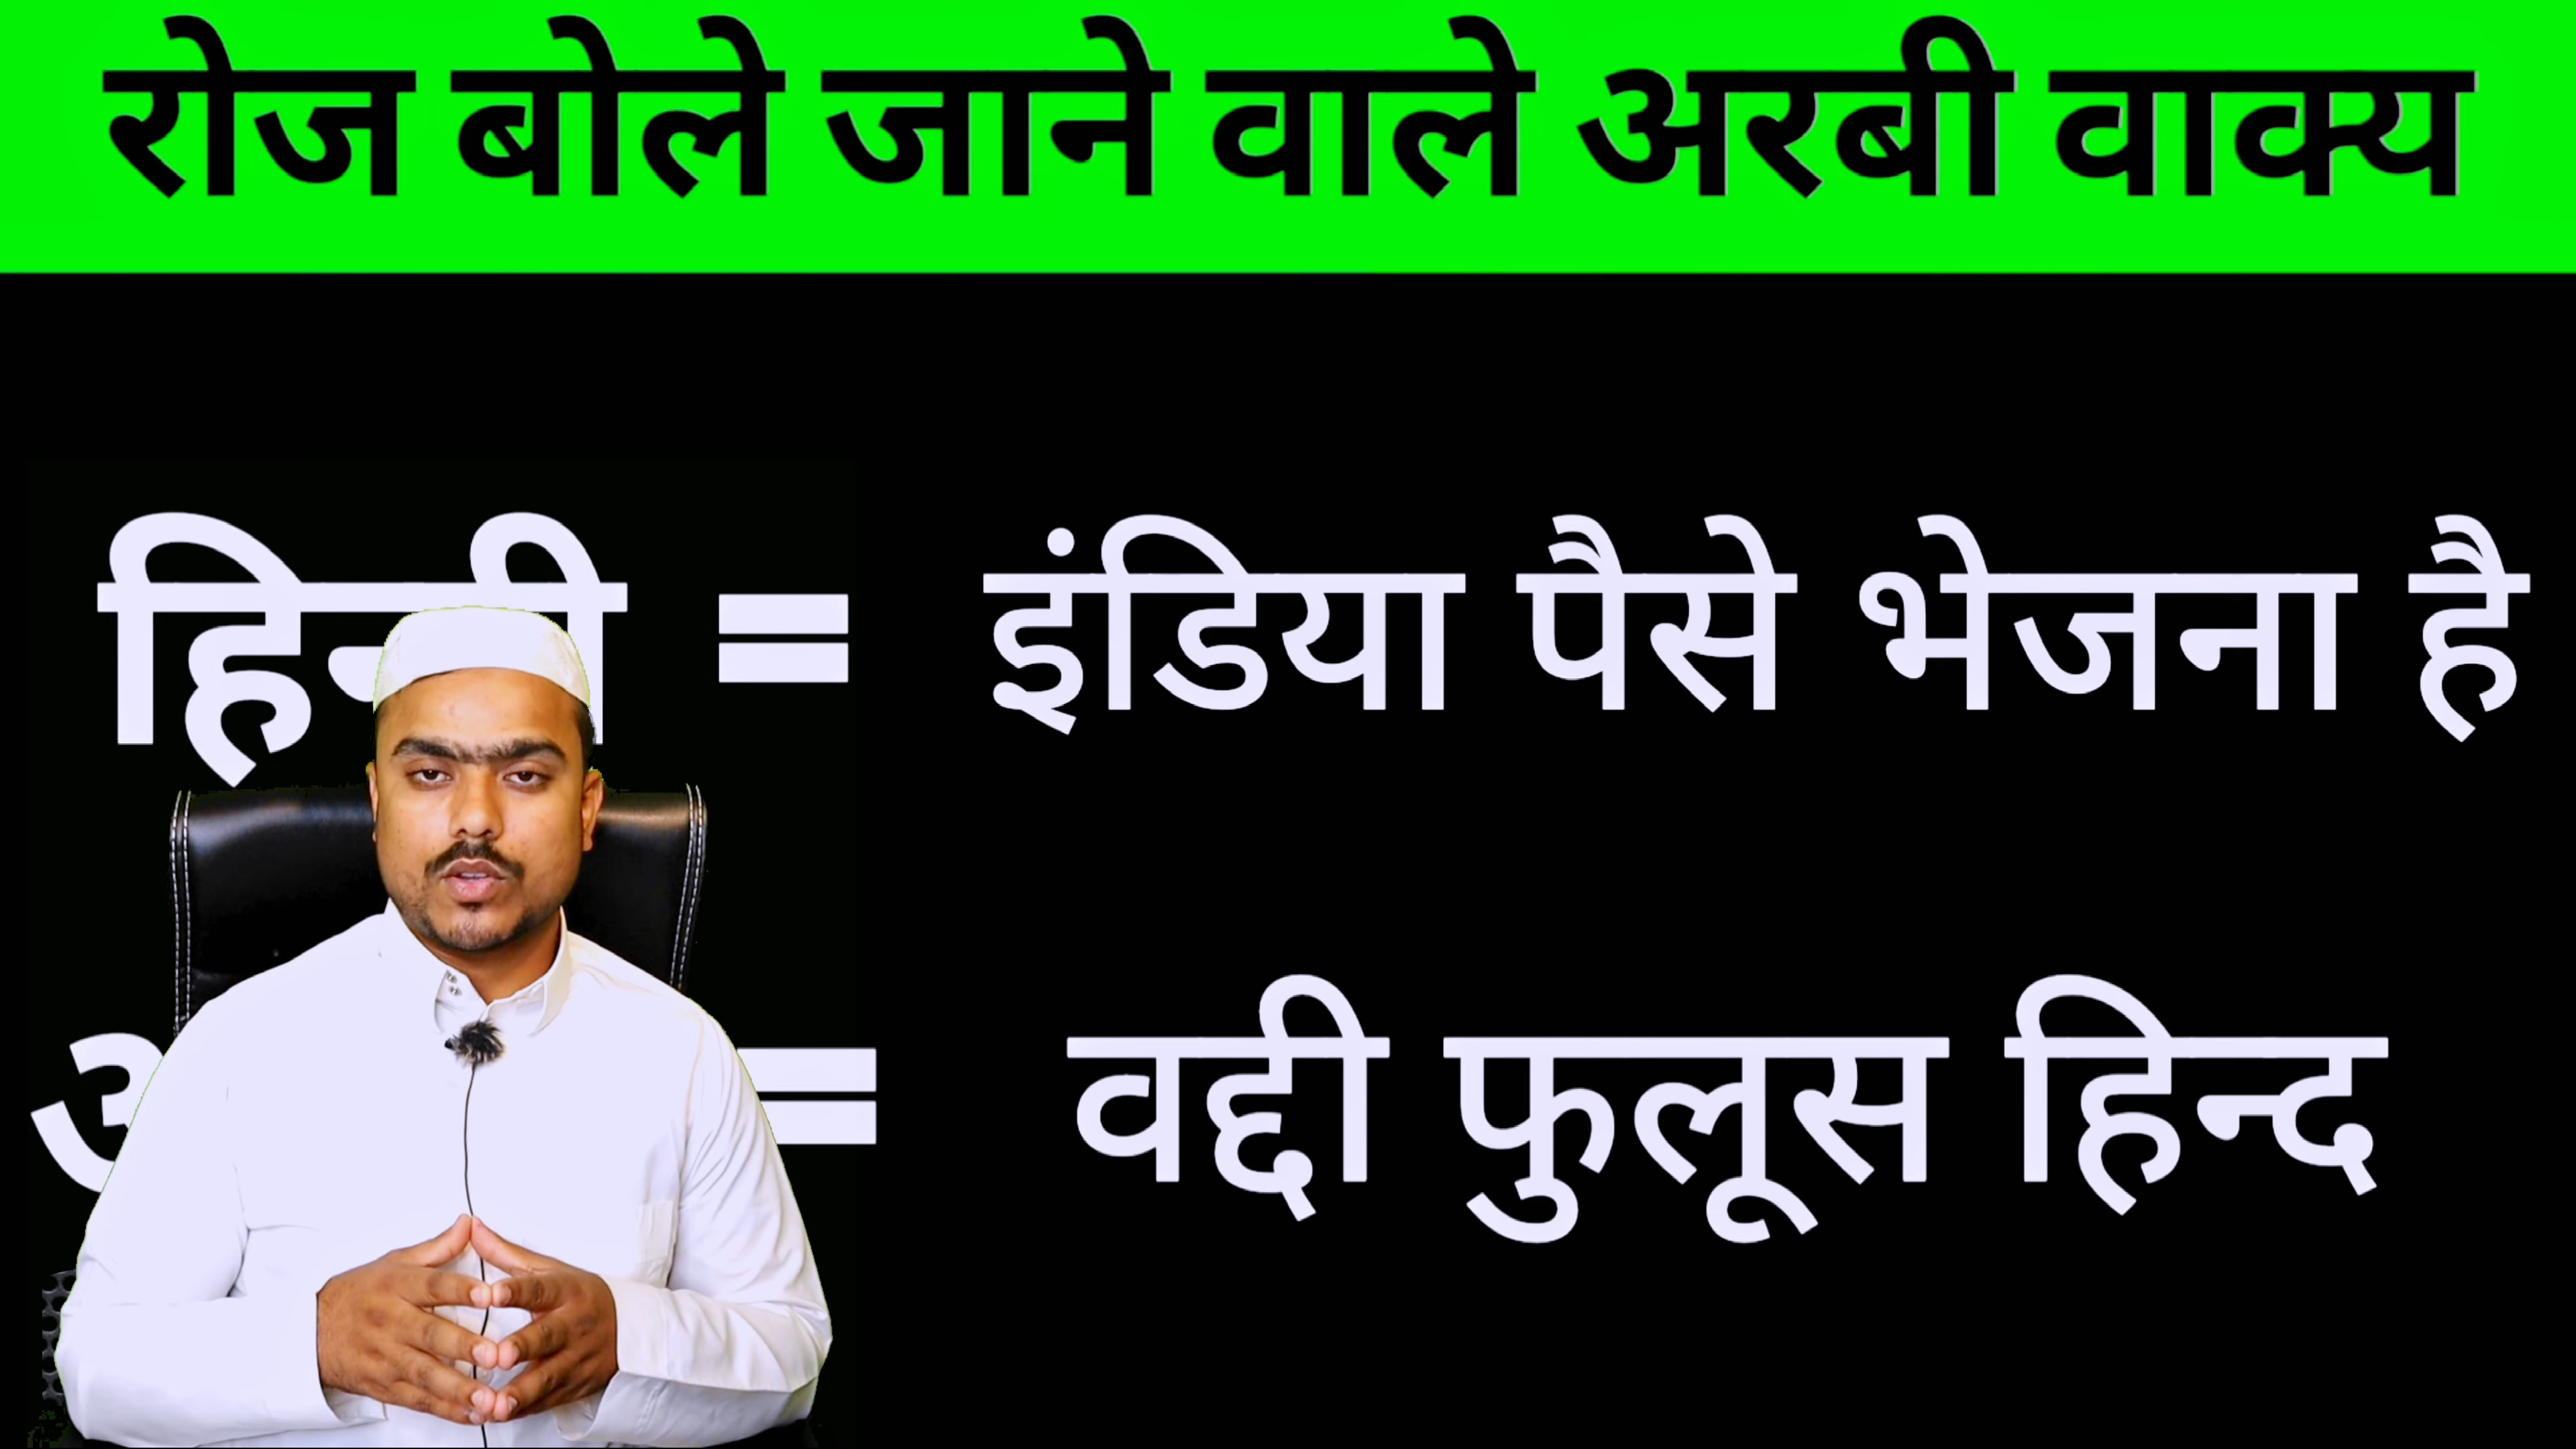 रोज बोले जाने वाले अरबी वाक्य
= इंडिया पैसे भेजना है
= वद्दी फुलूस हिन्द